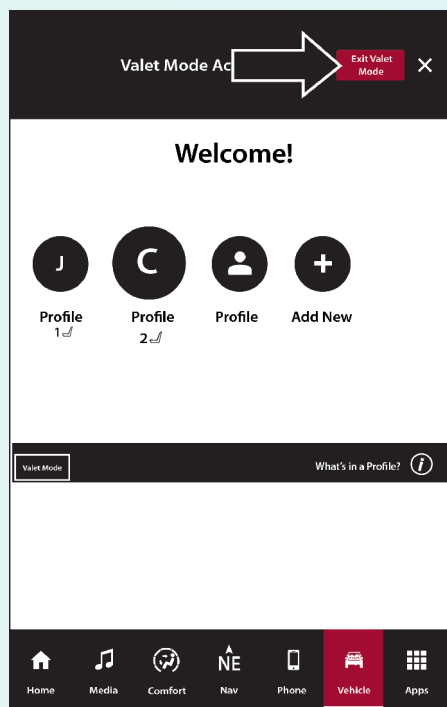 Valet Mode Ac
Exit Valet
Mode
Welcome!
J
C
Profile
1
Profile
2
Profile
Add New
Valet Mode
What's in a Profile?
i
NE
Home
Media
Comfort
Nav
Phone
Vehicle
Apps